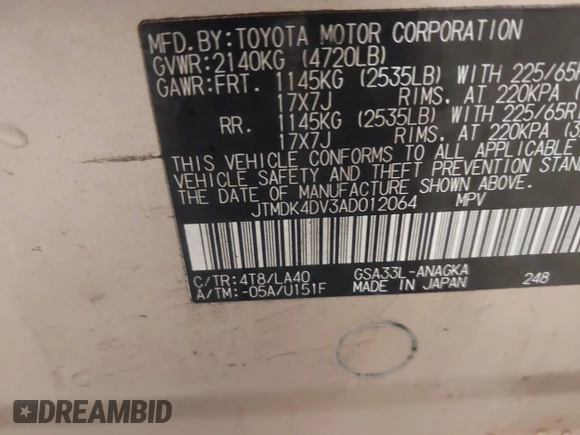 MFD.BY:TOYOTA MOTOR CORPORATION
GVWR:2140KG (4720LB)
GAWR:FRT. 1145KG (2535LB) WITH 225/65R
17X7J RIMS. AT 220KPA (
RR. 1145KG (2535LB) WITH 225/65R1
17X7J RIMS. AT 220KPA (3
THIS VEHICLE CONFORMS TO ALL APPLICABLE
VEHICLE SAFETY AND THEFT PREVENTION STAN
THE DATE OF MANUFACTURE SHOWN ABOVE.
JTMDK4DV3AD012064 MPV
C/TR:4T8/LA40 GSA33L-ANAGKA
A/TM:-05A/U151F MADE IN JAPAN 248
DREAMBID